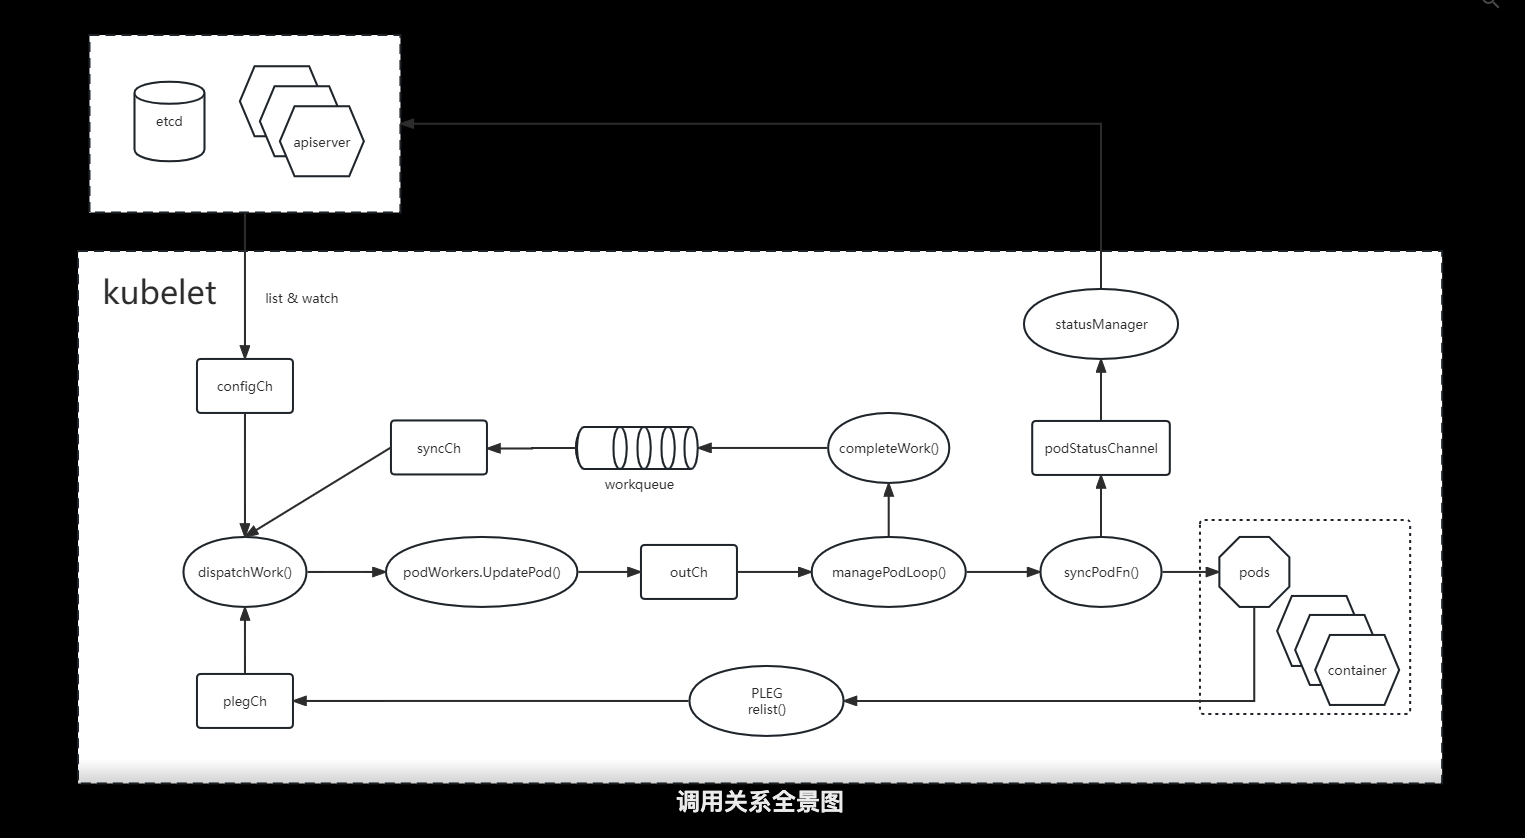 etcd
apiserver
kubelet
list & watch
statusManager
configCh
syncCh
workqueue
completeWork()
podStatusChannel
dispatchWork()
podWorkers.UpdatePod()
outCh
managePodLoop()
syncPodFn()
pods
container
plegCh
PLEG
relist()
调用关系全景图